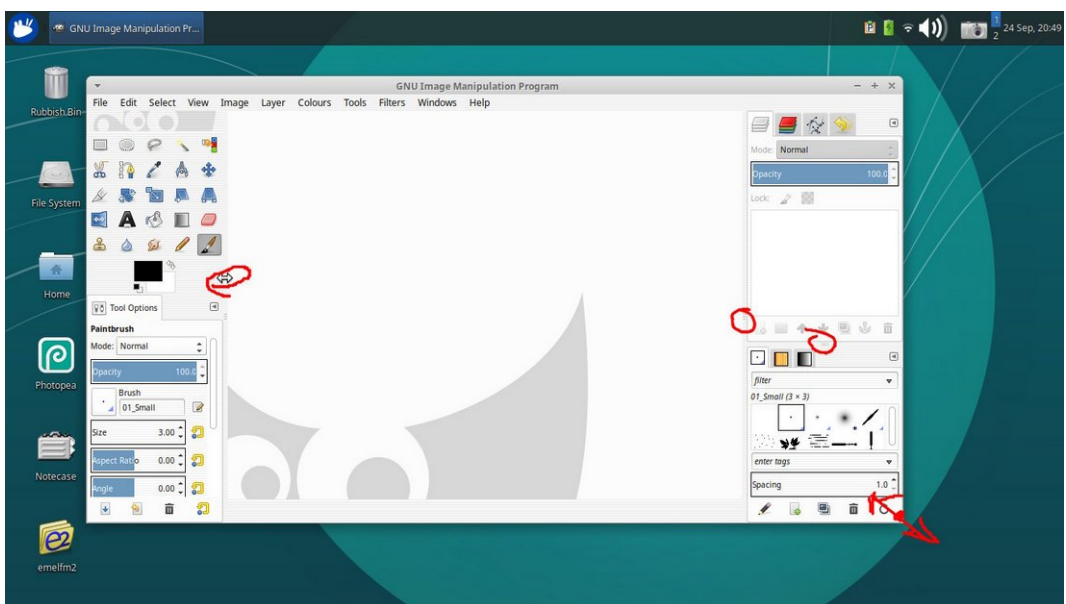 GNU Image Manipulation Pr...
1
2
24 Sep, 20:49
Rubbish Bin
File System
Home
Photopea
Notecase
emelfm2
GNU Image Manipulation Program
File Edit Select View Image Layer Colours Tools Filters Windows Help
Tool Options
Paintbrush
Mode: Normal
Opacity 100.0
Brush
01_Small
Size 3.00
Aspect Ratio 0.00
Angle 0.00
Mode: Normal
Opacity 100.0
Lock:
filter
01_Small (3 × 3)
enter tags
Spacing 1.0